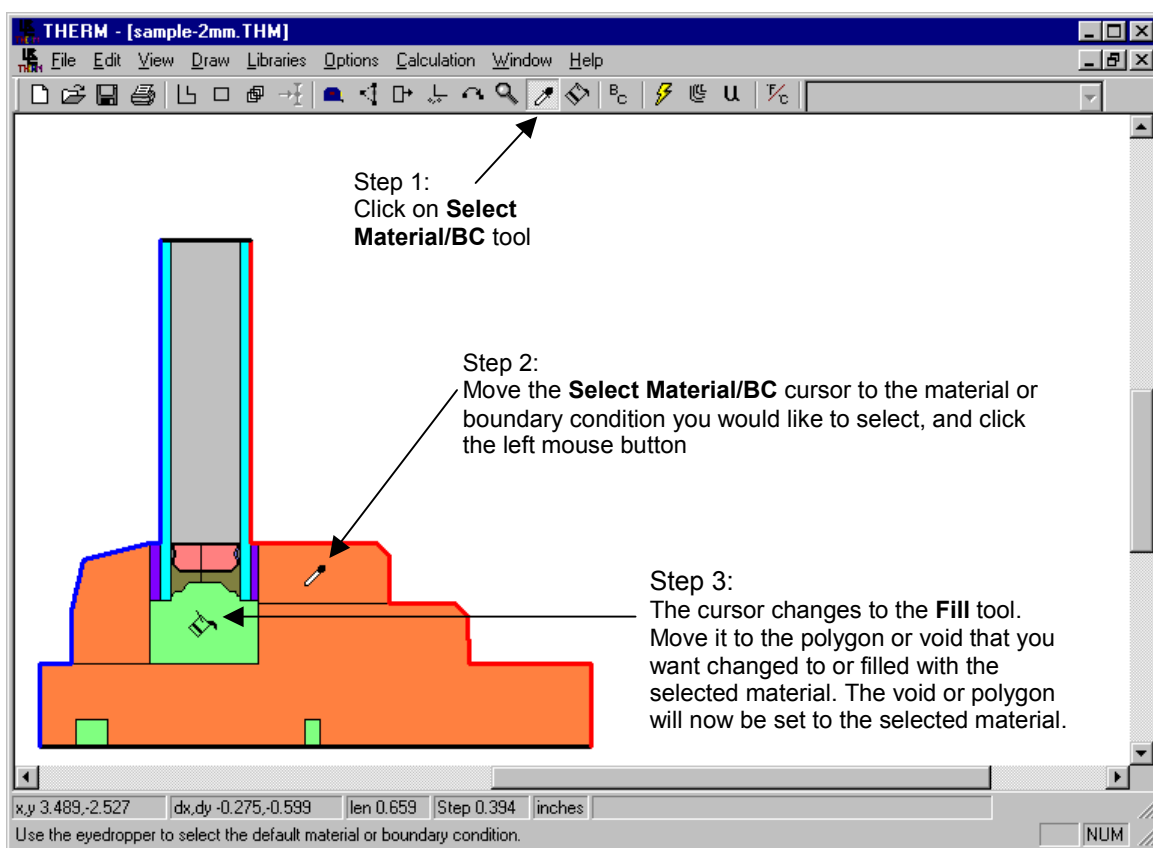 THERM - [sample-2mm.THM]
File Edit View Draw Libraries Options Calculation Window Help
BC U F/C
Step 1:
Click on Select
Material/BC tool
Step 2:
Move the Select Material/BC cursor to the material or
boundary condition you would like to select, and click
the left mouse button
Step 3:
The cursor changes to the Fill tool.
Move it to the polygon or void that you
want changed to or filled with the
selected material. The void or polygon
will now be set to the selected material.
x,y 3.489,-2.527 dx,dy -0.275,-0.599 len 0.659 Step 0.394 inches
Use the eyedropper to select the default material or boundary condition. NUM